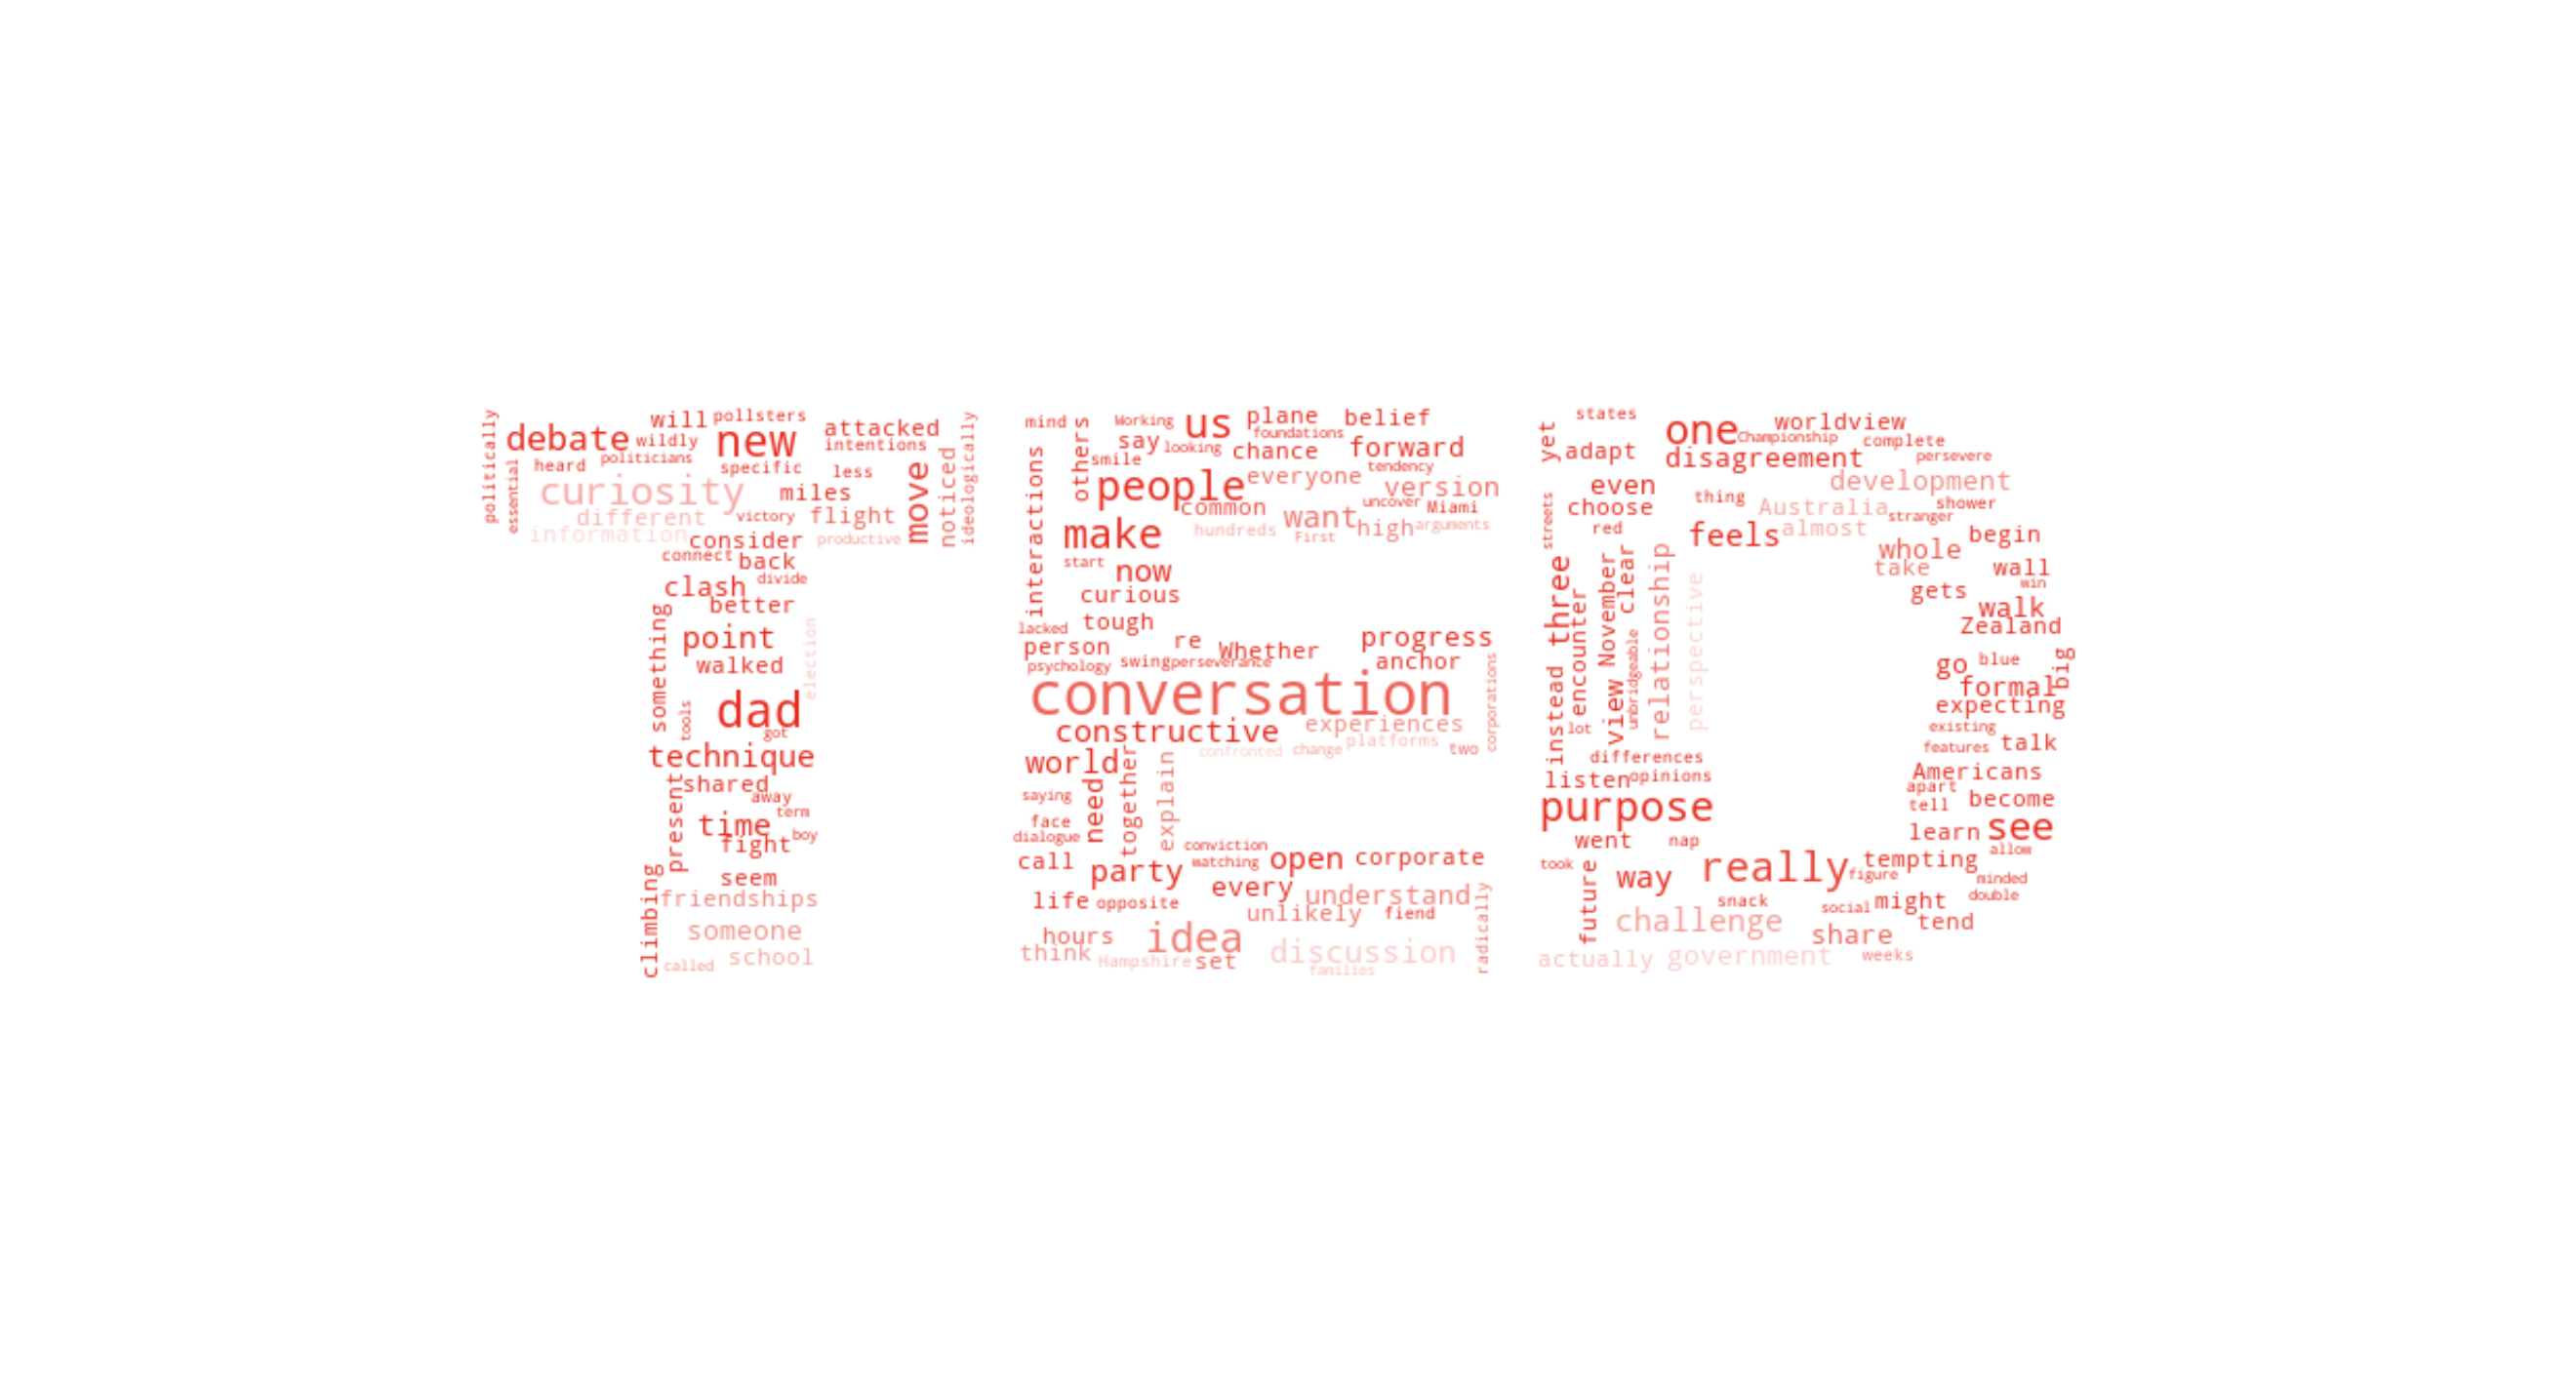 politically
debate
will
pollsters
wildly
new
attacked
intentions
ideologically
heard
politicians
specific
less
essential
curiosity
miles
move
noticed
different
victory
flight
information
consider
productive
connect
back
clash
divide
better
something
point
election
walked
dad
tools
got
technique
present
shared
away
term
time
boy
fight
climbing
seem
friendships
someone
called
school
mind
others
Working
us
plane
belief
foundations
say
looking
chance
forward
smile
interactions
people
everyone
tendency
version
common
uncover
Miami
make
hundreds
want
First
high
arguments
start
now
curious
lacked
tough
re
Whether
progress
person
psychology
swing
perseverance
anchor
conversation
corporations
constructive
experiences
confronted
change
platforms
two
world
together
explain
need
saying
face
dialogue
conviction
call
party
watching
open
corporate
every
understand
life
opposite
unlikely
fiend
radically
hours
idea
discussion
think
Hampshire
set
families
yet
states
one
worldview
Championship
complete
adapt
disagreement
persevere
even
development
streets
choose
thing
Australia
shower
stranger
red
feels
almost
begin
whole
take
wall
win
three
encounter
November
clear
relationship
perspective
gets
walk
Zealand
instead
view
unbridgeable
go
blue
big
formal
expecting
lot
existing
features
talk
differences
listen
opinions
Americans
apart
tell
become
purpose
learn
see
went
nap
allow
took
future
way
really
tempting
figure
minded
snack
double
challenge
social
might
share
tend
actually
government
weeks